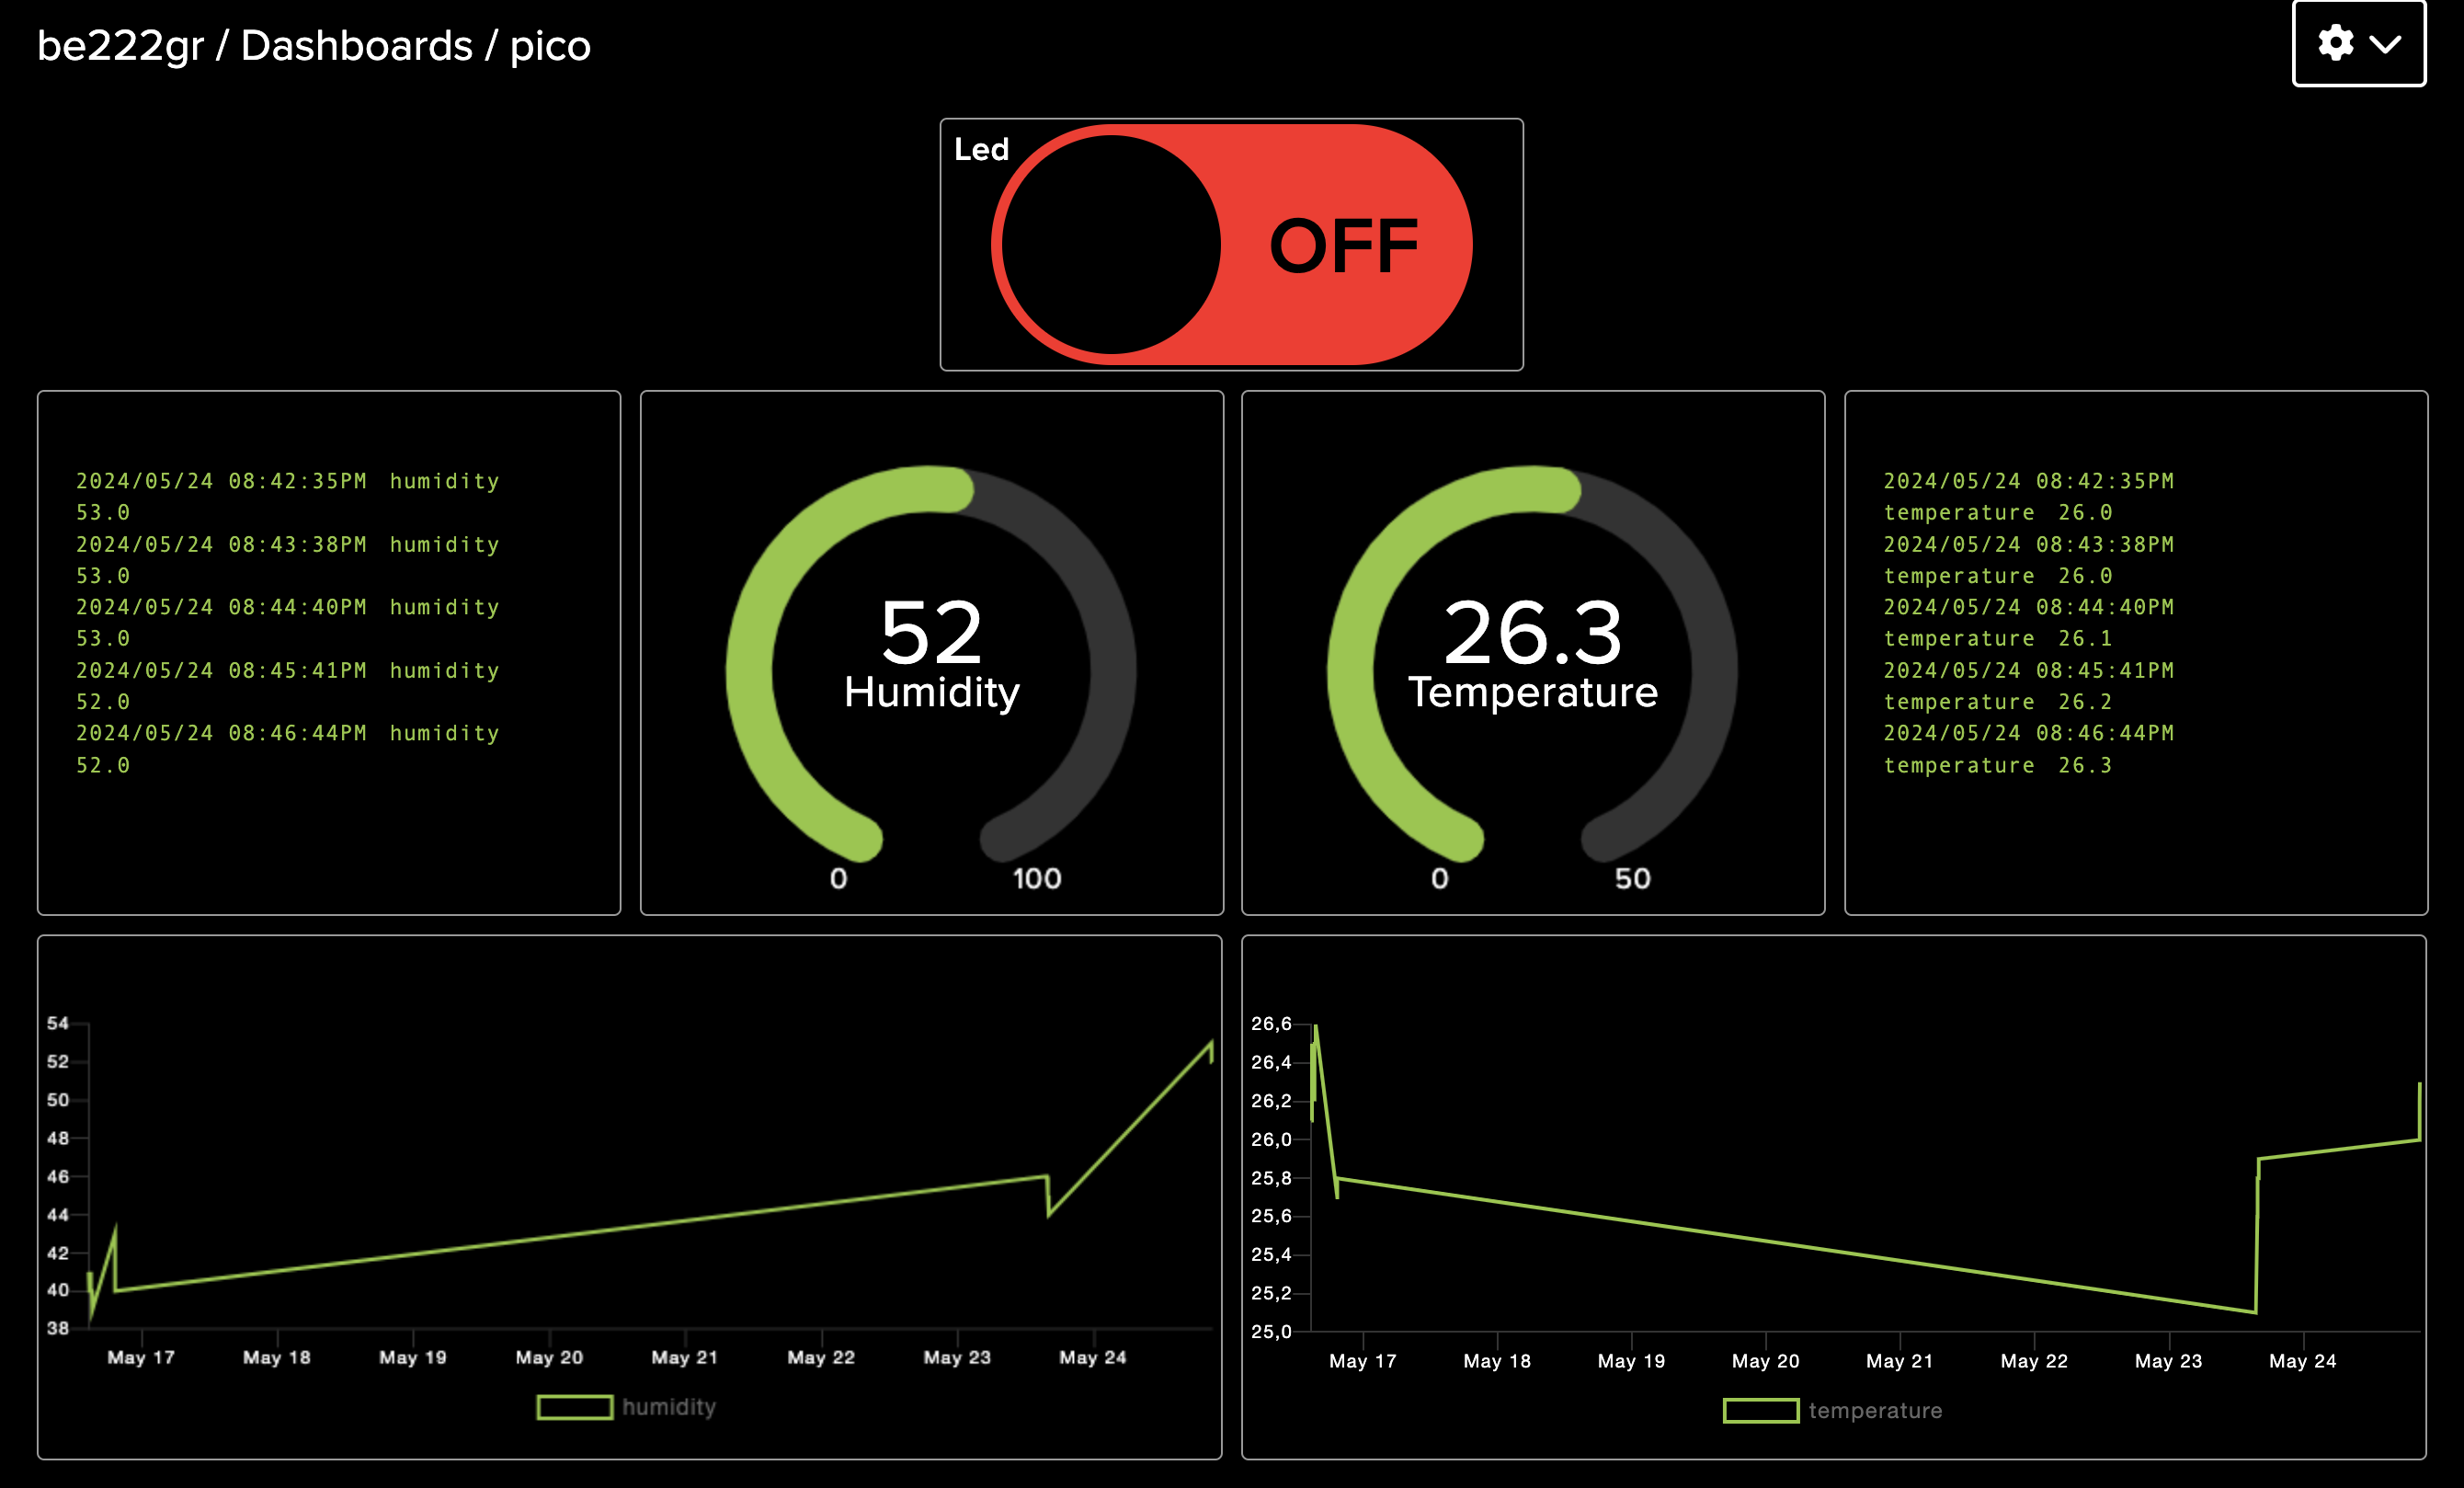 be222gr / Dashboards / pico
Led
OFF
2024/05/24 08:42:35PM humidity
53.0
2024/05/24 08:43:38PM humidity
53.0
2024/05/24 08:44:40PM humidity
53.0
2024/05/24 08:45:41PM humidity
52.0
2024/05/24 08:46:44PM humidity
52.0
52
Humidity
0 100
26.3
Temperature
0 50
2024/05/24 08:42:35PM
temperature 26.0
2024/05/24 08:43:38PM
temperature 26.0
2024/05/24 08:44:40PM
temperature 26.1
2024/05/24 08:45:41PM
temperature 26.2
2024/05/24 08:46:44PM
temperature 26.3
54
52
50
48
46
44
42
40
38
May 17 May 18 May 19 May 20 May 21 May 22 May 23 May 24
humidity
26,6
26,4
26,2
26,0
25,8
25,6
25,4
25,2
25,0
May 17 May 18 May 19 May 20 May 21 May 22 May 23 May 24
temperature